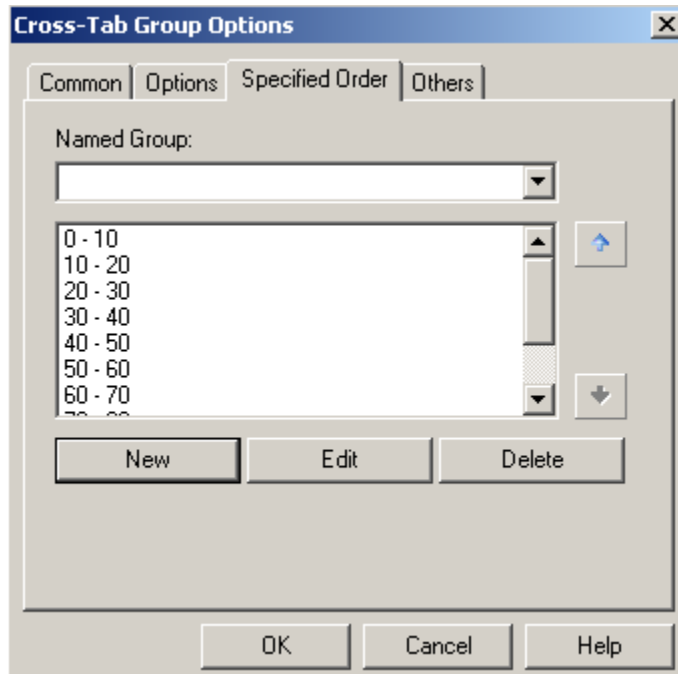 Cross-Tab Group Options
Common Options Specified Order Others
Named Group:
0 - 10
10 - 20
20 - 30
30 - 40
40 - 50
50 - 60
60 - 70
New Edit Delete
OK Cancel Help